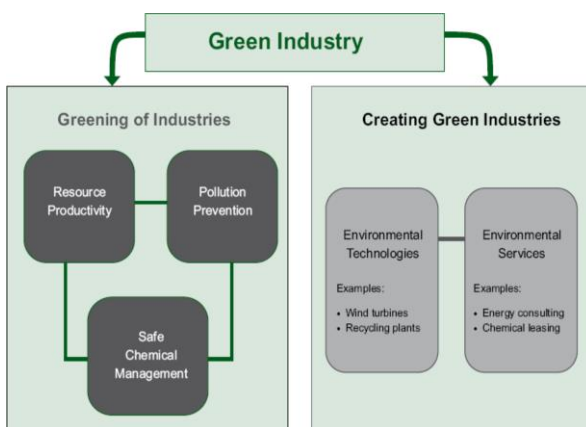 Green Industry
Greening of Industries
Resource
Productivity
Pollution
Prevention
Safe
Chemical
Management
Creating Green Industries
Environmental
Technologies
Examples:
• Wind turbines
• Recycling plants
Environmental
Services
Examples:
• Energy consulting
• Chemical leasing